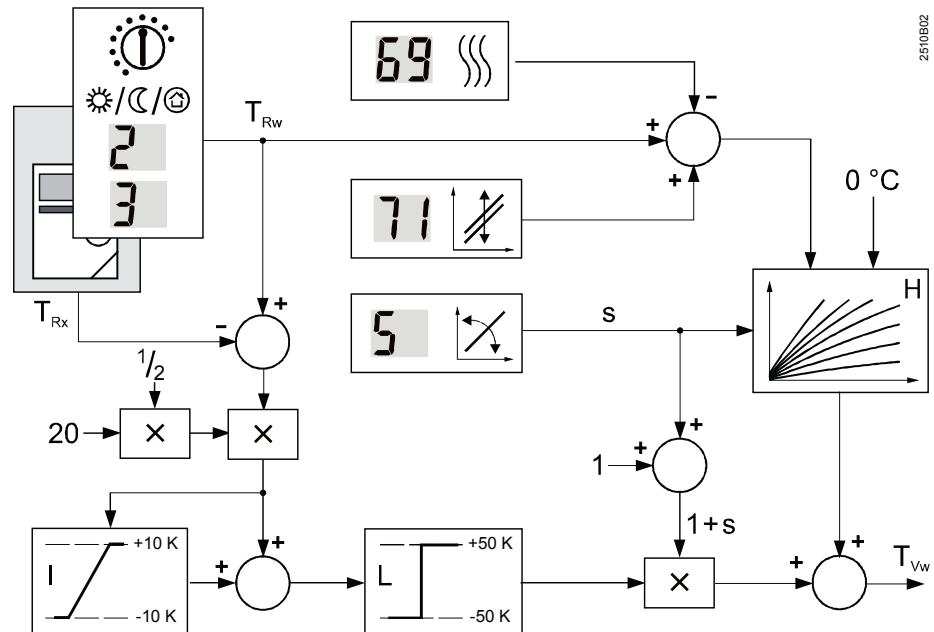 2510B02
69
-
/ /
T_Rw
+
2
+
0 °C
71
3
H
T_Rx
+
5
s
-
1/2
20
×
×
+
+
1
1+s
+10 K
+
+50 K
+
T_Vw
I
+
L
×
+
-10 K
-50 K